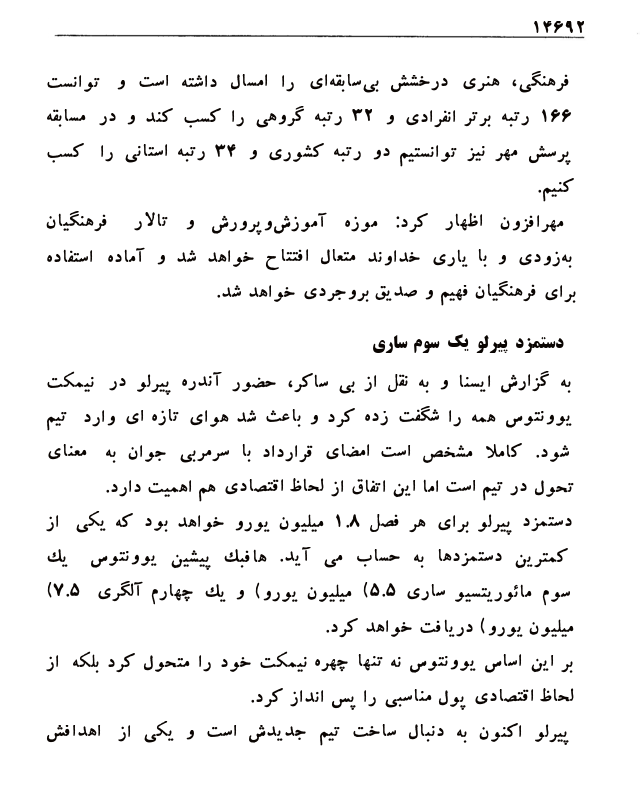 ۱۴۶۹۲
فرهنگی، هنری درخشش بی‌سابقه‌ای را امسال داشته است و توانست
۱۶۶ رتبه برتر انفرادی و ۳۲ رتبه گروهی را کسب کند و در مسابقه
پرسش مهر نیز توانستیم دو رتبه کشوری و ۳۴ رتبه استانی را کسب
کنیم.
مهرافزون اظهار کرد: موزه آموزش‌وپرورش و تالار فرهنگیان
به‌زودی و با یاری خداوند متعال افتتاح خواهد شد و آماده استفاده
برای فرهنگیان فهیم و صدیق بروجردی خواهد شد.
دستمزد پیرلو یک سوم ساری
به گزارش ایسنا و به نقل از بی ساکر، حضور آندره پیرلو در نیمکت
یوونتوس همه را شگفت زده کرد و باعث شد هوای تازه ای وارد تیم
شود. کاملا مشخص است امضای قرارداد با سرمربی جوان به معنای
تحول در تیم است اما این اتفاق از لحاظ اقتصادی هم اهمیت دارد.
دستمزد پیرلو برای هر فصل ۱.۸ میلیون یورو خواهد بود که یکی از
کمترین دستمزدها به حساب می آید. هافبك پیشین یوونتوس یك
سوم مائوریتسیو ساری ۵.۵) میلیون یورو) و یك چهارم آلگری ۷.۵)
میلیون یورو) دریافت خواهد کرد.
بر این اساس یوونتوس نه تنها چهره نیمکت خود را متحول کرد بلکه از
لحاظ اقتصادی پول مناسبی را پس انداز کرد.
پیرلو اکنون به دنبال ساخت تیم جدیدش است و یکی از اهدافش